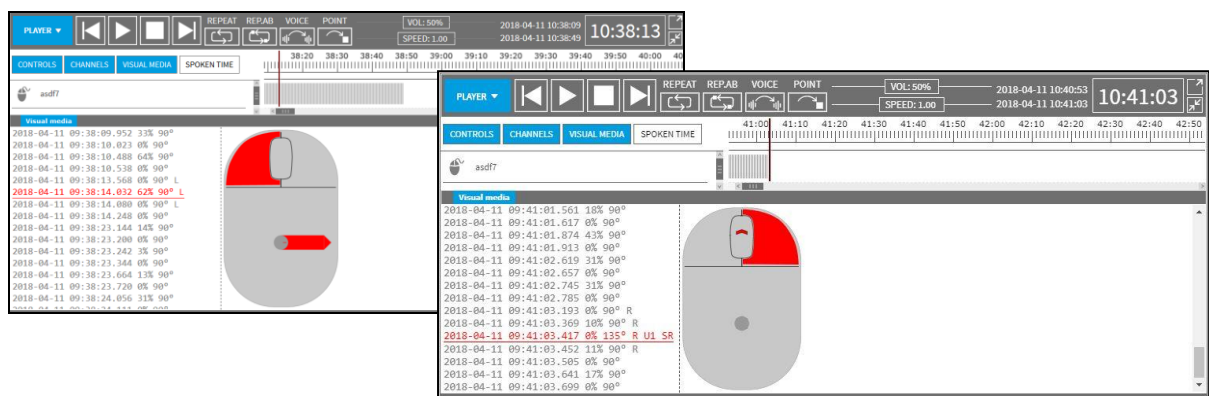 PLAYER ▼ REPEAT REP.AB VOICE POINT VOL: 50% 2018-04-11 10:38:09 10:38:13
SPEED: 1.00 2018-04-11 10:38:49
CONTROLS CHANNELS VISUAL MEDIA SPOKEN TIME 38:20 38:30 38:40 38:50 39:00 39:10 39:20 39:30 39:40 39:50 40:00 40
asdf7
Visual media
2018-04-11 09:38:09.952 33% 90°
2018-04-11 09:38:10.023 0% 90°
2018-04-11 09:38:10.488 64% 90°
2018-04-11 09:38:10.538 0% 90°
2018-04-11 09:38:13.568 0% 90° L
2018-04-11 09:38:14.032 62% 90° L
2018-04-11 09:38:14.080 0% 90° L
2018-04-11 09:38:14.248 0% 90°
2018-04-11 09:38:23.144 14% 90°
2018-04-11 09:38:23.200 0% 90°
2018-04-11 09:38:23.242 3% 90°
2018-04-11 09:38:23.344 0% 90°
2018-04-11 09:38:23.664 13% 90°
2018-04-11 09:38:23.720 0% 90°
2018-04-11 09:38:24.056 31% 90°
PLAYER ▼ REPEAT REP.AB VOICE POINT VOL: 50% 2018-04-11 10:40:53 10:41:03
SPEED: 1.00 2018-04-11 10:41:03
CONTROLS CHANNELS VISUAL MEDIA SPOKEN TIME 41:00 41:10 41:20 41:30 41:40 41:50 42:00 42:10 42:20 42:30 42:40 42:50
asdf7
Visual media
2018-04-11 09:41:01.561 18% 90°
2018-04-11 09:41:01.617 0% 90°
2018-04-11 09:41:01.874 43% 90°
2018-04-11 09:41:01.913 0% 90°
2018-04-11 09:41:02.619 31% 90°
2018-04-11 09:41:02.657 0% 90°
2018-04-11 09:41:02.745 31% 90°
2018-04-11 09:41:02.785 0% 90°
2018-04-11 09:41:03.193 0% 90° R
2018-04-11 09:41:03.369 10% 90° R
2018-04-11 09:41:03.417 0% 135° R U1 SR
2018-04-11 09:41:03.452 11% 90° R
2018-04-11 09:41:03.505 0% 90°
2018-04-11 09:41:03.641 17% 90°
2018-04-11 09:41:03.699 0% 90°